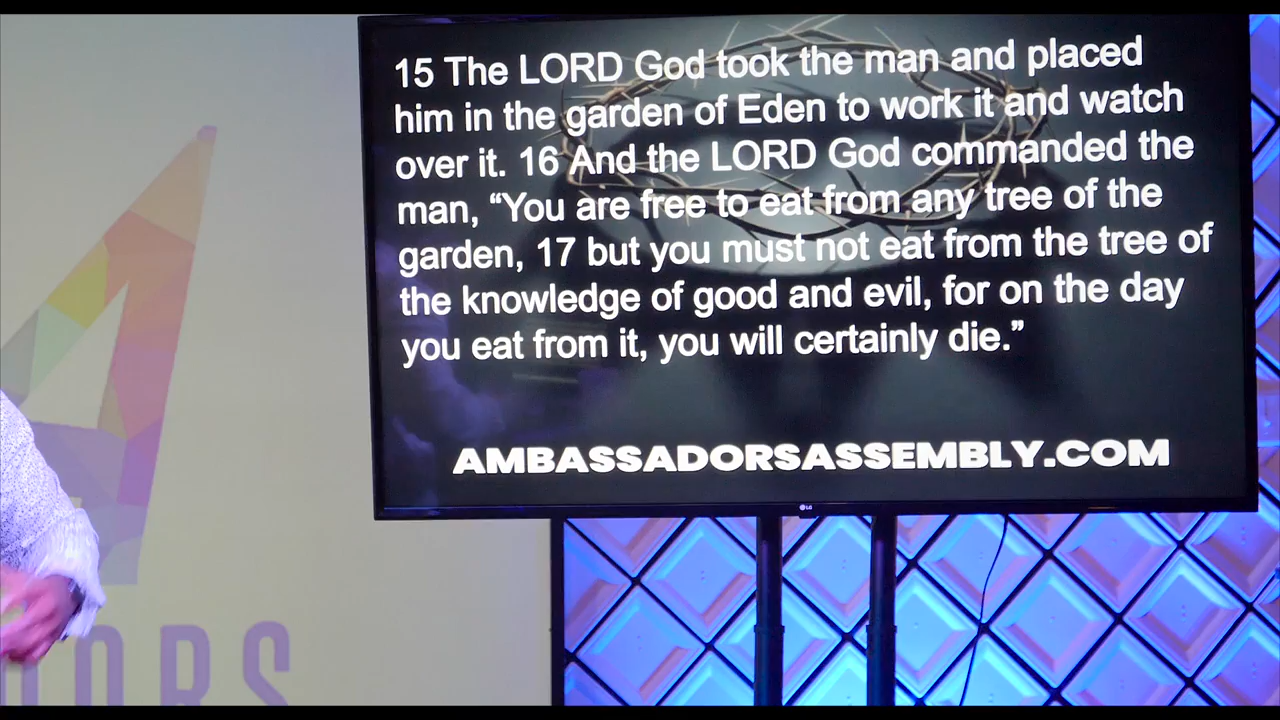 15 The LORD God took the man and placed
him in the garden of Eden to work it and watch
over it. 16 And the LORD God commanded the
man, “You are free to eat from any tree of the
garden, 17 but you must not eat from the tree of
the knowledge of good and evil, for on the day
you eat from it, you will certainly die.”
AMBASSADORSASSEMBLY.COM
LG
DORS